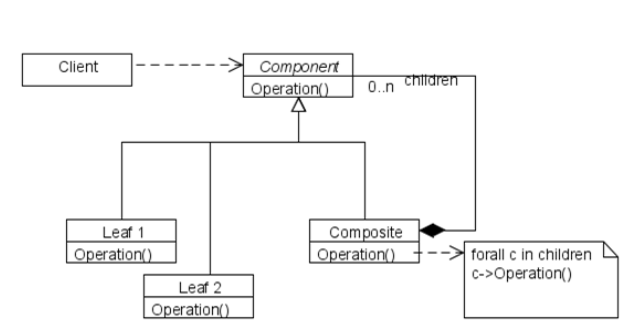 Client
Component
Operation()
0..n
children
Leaf 1
Operation()
Composite
Operation()
forall c in children
c->Operation()
Leaf 2
Operation()